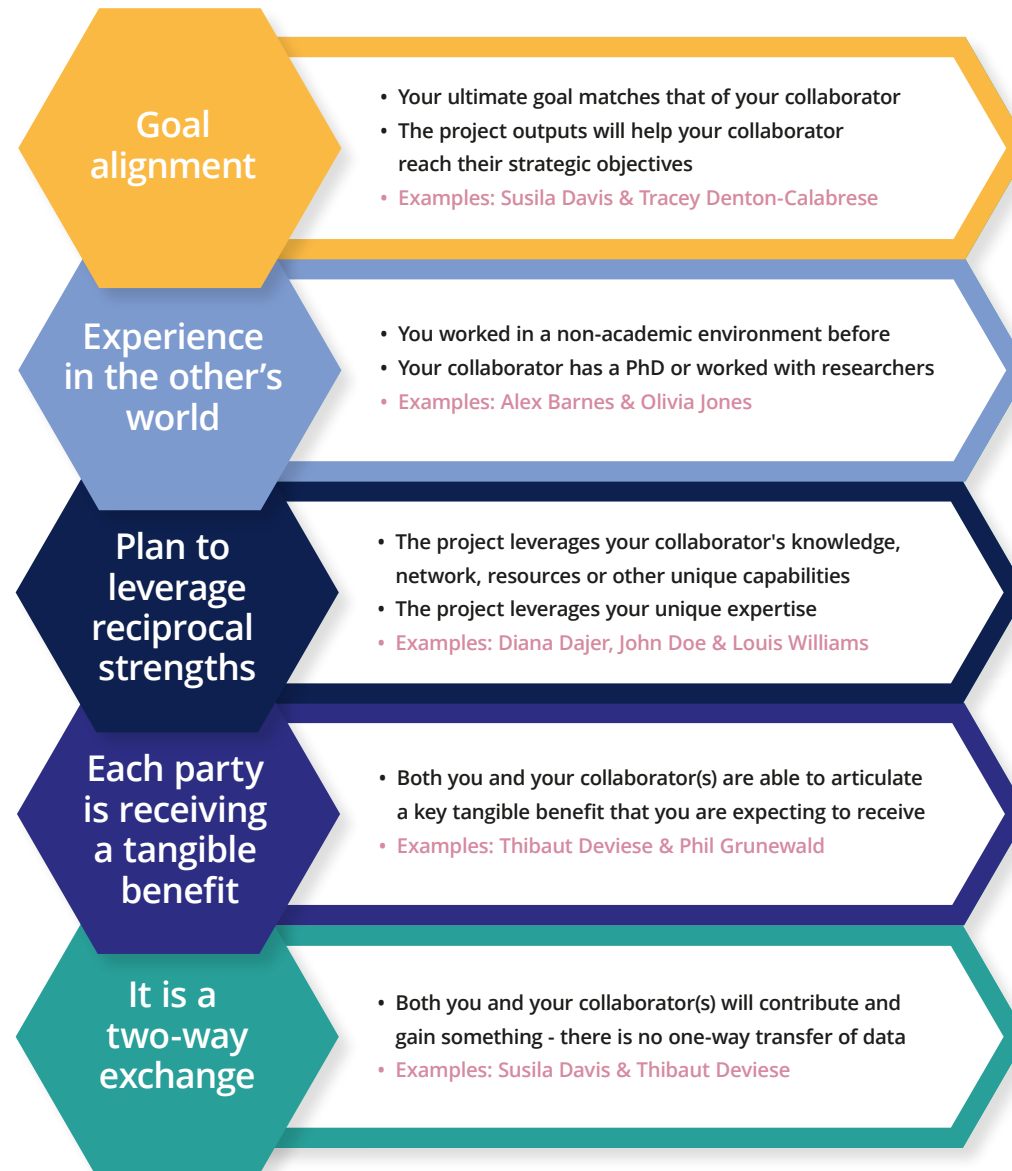 Goal
alignment
• Your ultimate goal matches that of your collaborator
• The project outputs will help your collaborator
reach their strategic objectives
• Examples: Susila Davis & Tracey Denton-Calabrese
Experience
in the other’s
world
• You worked in a non-academic environment before
• Your collaborator has a PhD or worked with researchers
• Examples: Alex Barnes & Olivia Jones
Plan to
leverage
reciprocal
strengths
• The project leverages your collaborator's knowledge,
network, resources or other unique capabilities
• The project leverages your unique expertise
• Examples: Diana Dajer, John Doe & Louis Williams
Each party
is receiving
a tangible
benefit
• Both you and your collaborator(s) are able to articulate
a key tangible benefit that you are expecting to receive
• Examples: Thibaut Deviese & Phil Grunewald
It is a
two-way
exchange
• Both you and your collaborator(s) will contribute and
gain something - there is no one-way transfer of data
• Examples: Susila Davis & Thibaut Deviese